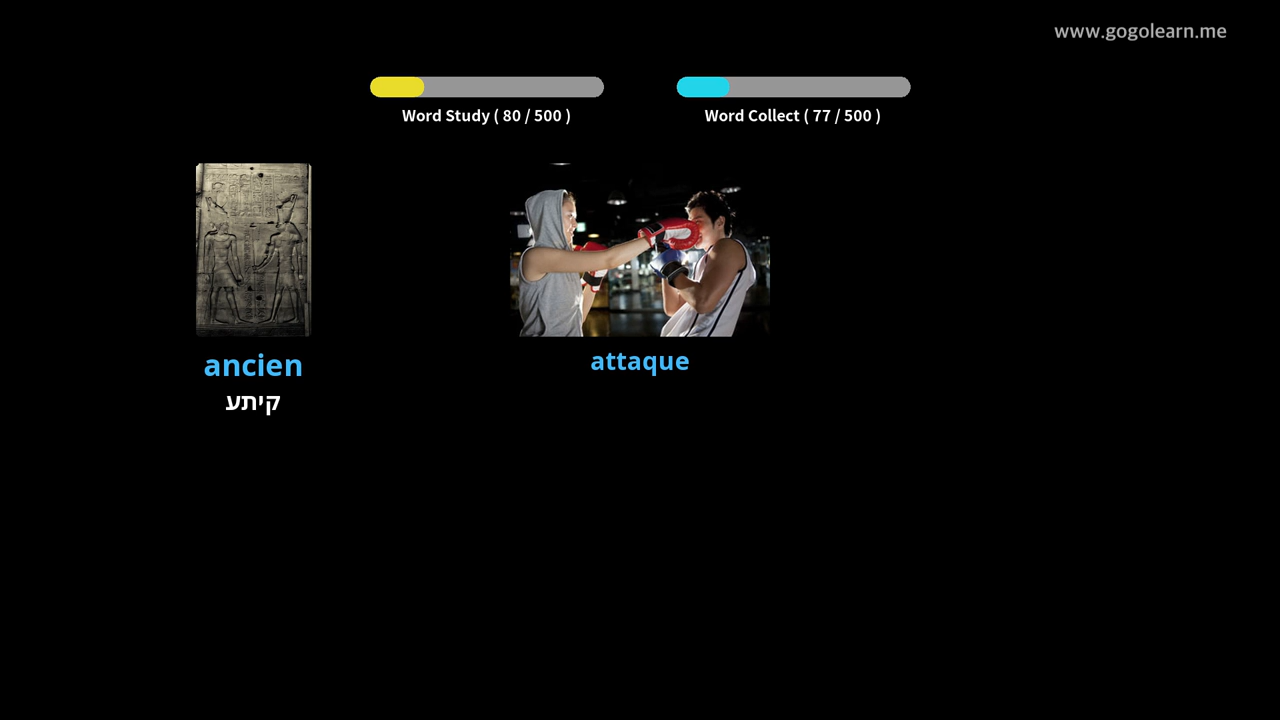 www.gogolearn.me
Word Study ( 80 / 500 )
Word Collect ( 77 / 500 )
ancien
קיתע
attaque